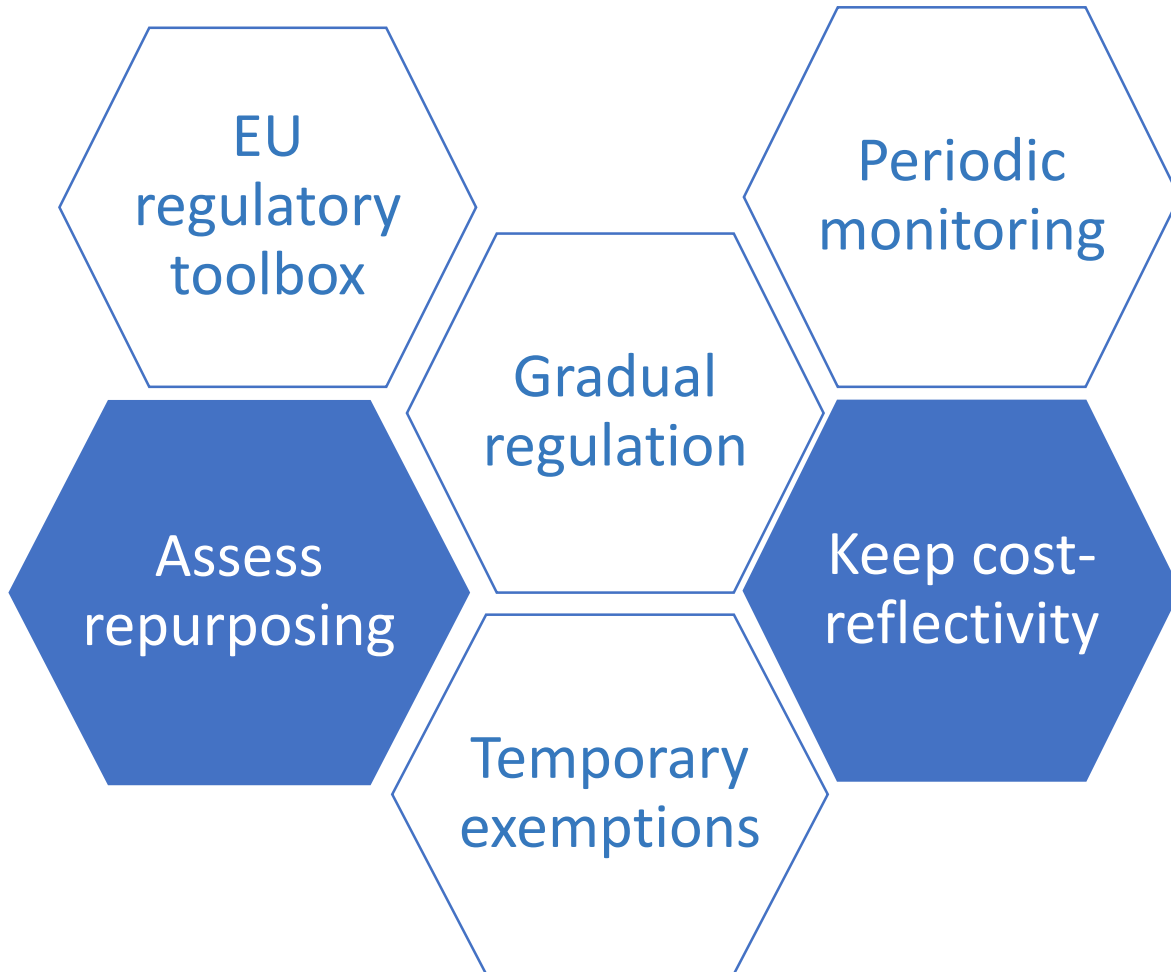 EU
regulatory
toolbox
Periodic
monitoring
Gradual
regulation
Assess
repurposing
Keep cost-
reflectivity
Temporary
exemptions